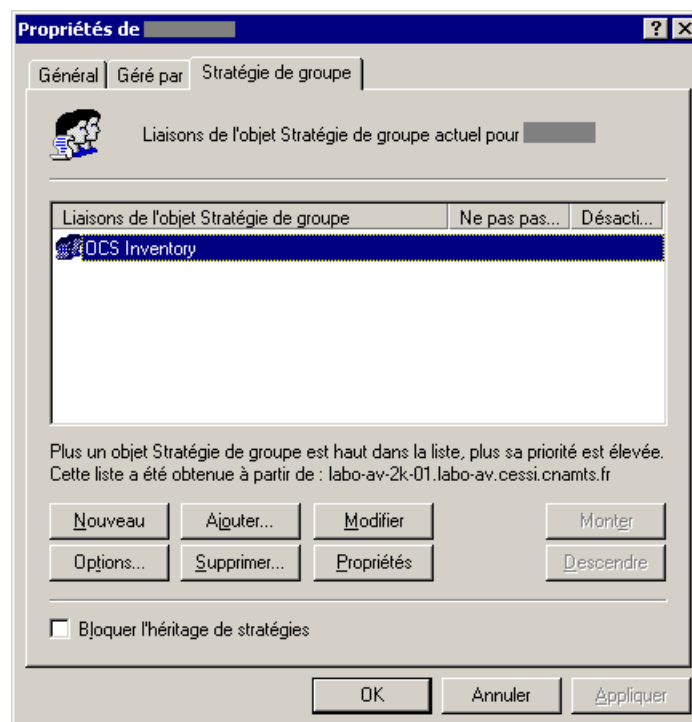 Propriétés de
Général Géré par Stratégie de groupe
Liaisons de l'objet Stratégie de groupe actuel pour
Liaisons de l'objet Stratégie de groupe Ne pas pas... Désacti...
OCS Inventory
Plus un objet Stratégie de groupe est haut dans la liste, plus sa priorité est élevée.
Cette liste a été obtenue à partir de : labo-av-2k-01.labo-av.cessi.cnamts.fr
Nouveau Ajouter... Modifier Monter
Options... Supprimer... Propriétés Descendre
Bloquer l'héritage de stratégies
OK Annuler Appliquer